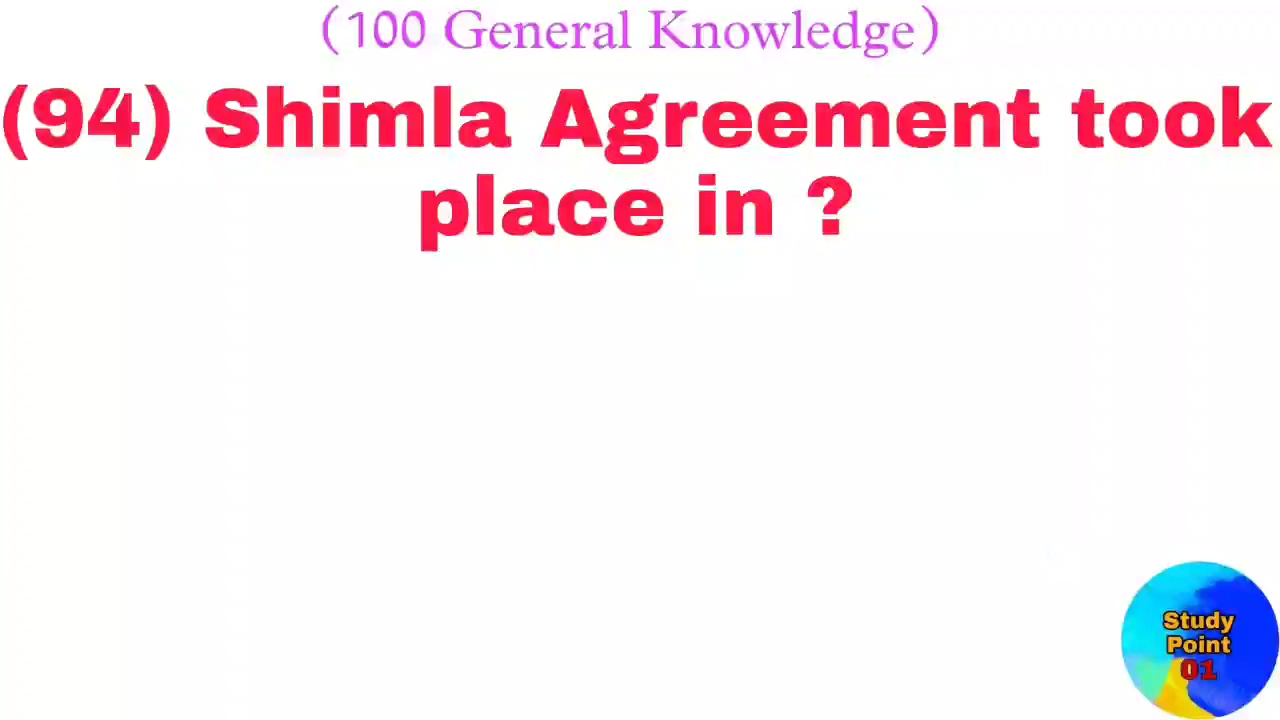 (100 General Knowledge)
(94) Shimla Agreement took
place in ?
Study
Point
01